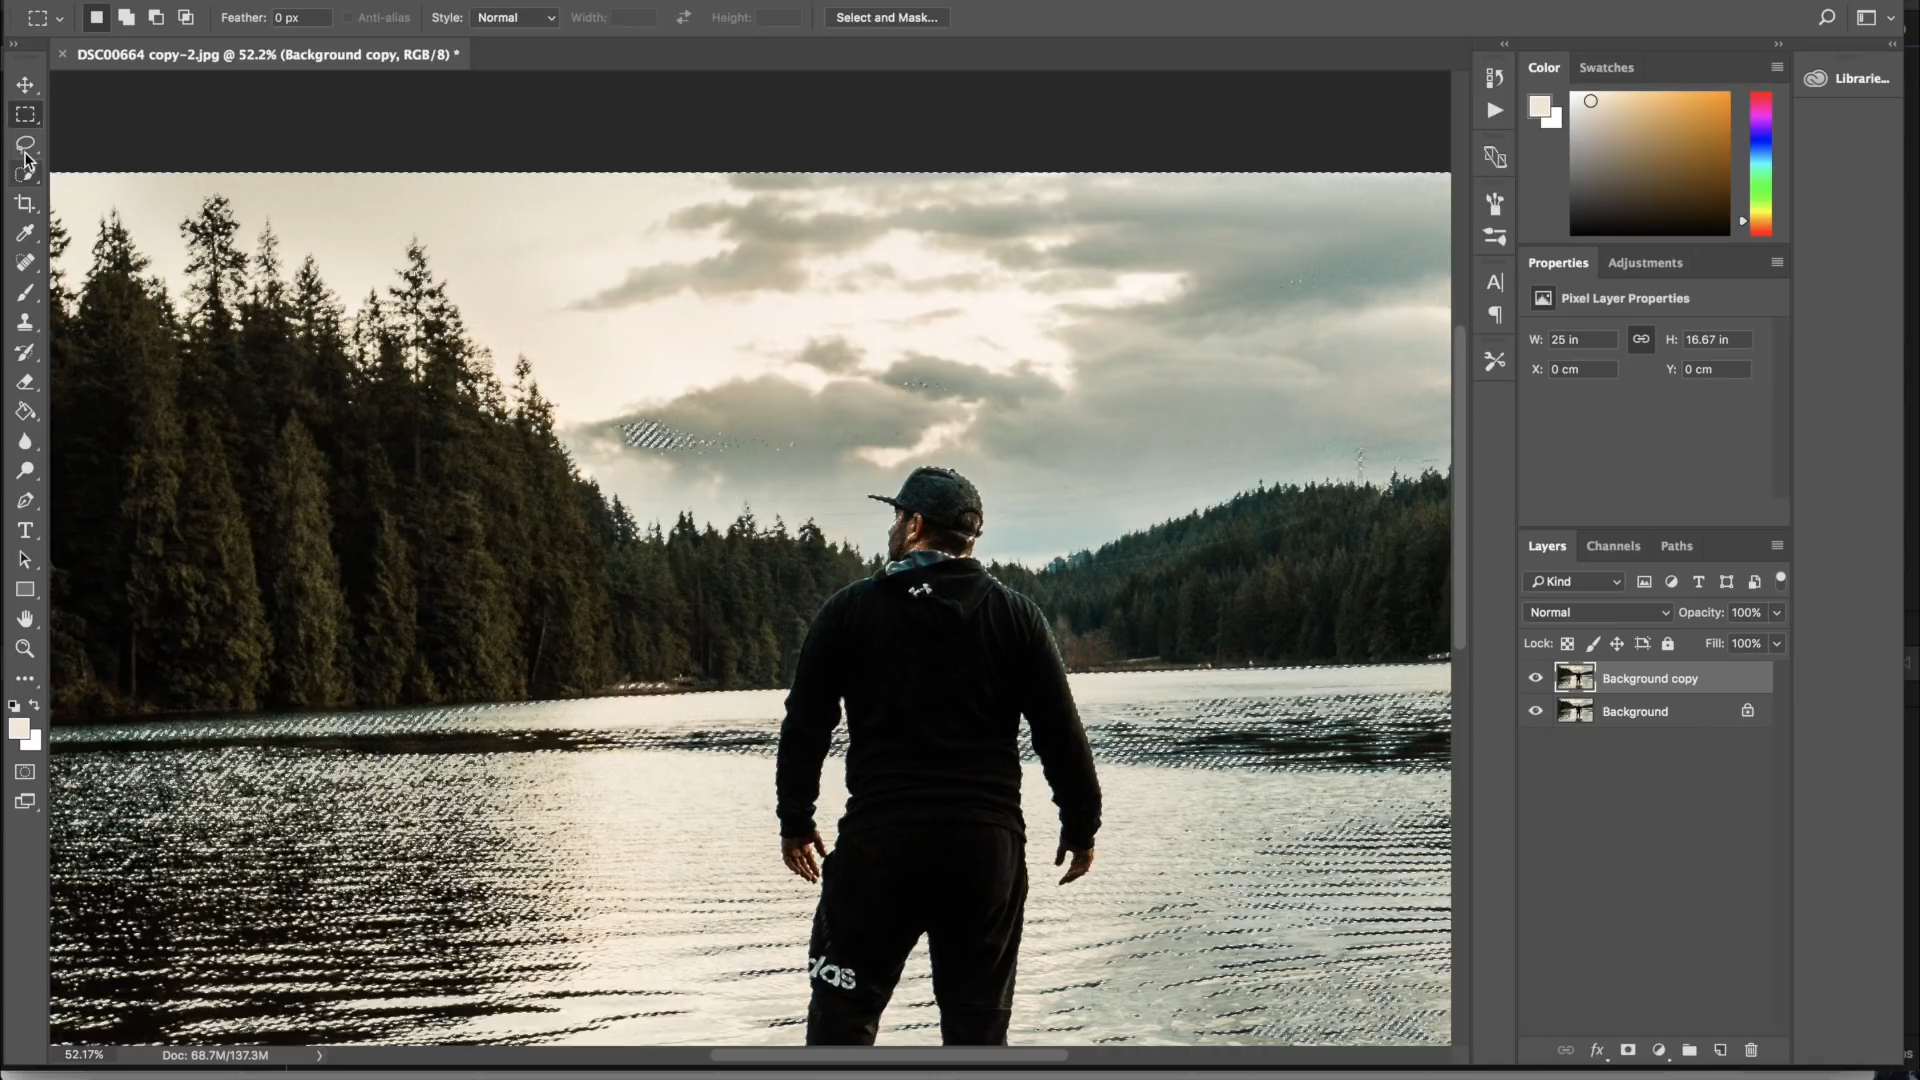 Feather: 0 px Anti-alias Style: Normal Width: Height: Select and Mask...
DSC00664 copy-2.jpg @ 52.2% (Background copy, RGB/8) *
Color Swatches
Librarie...
Properties Adjustments
Pixel Layer Properties
W: 25 in H: 16.67 in
X: 0 cm Y: 0 cm
Layers Channels Paths
Kind
Normal Opacity: 100%
Lock: Fill: 100%
Background copy
Background
das
52.17% Doc: 68.7M/137.3M